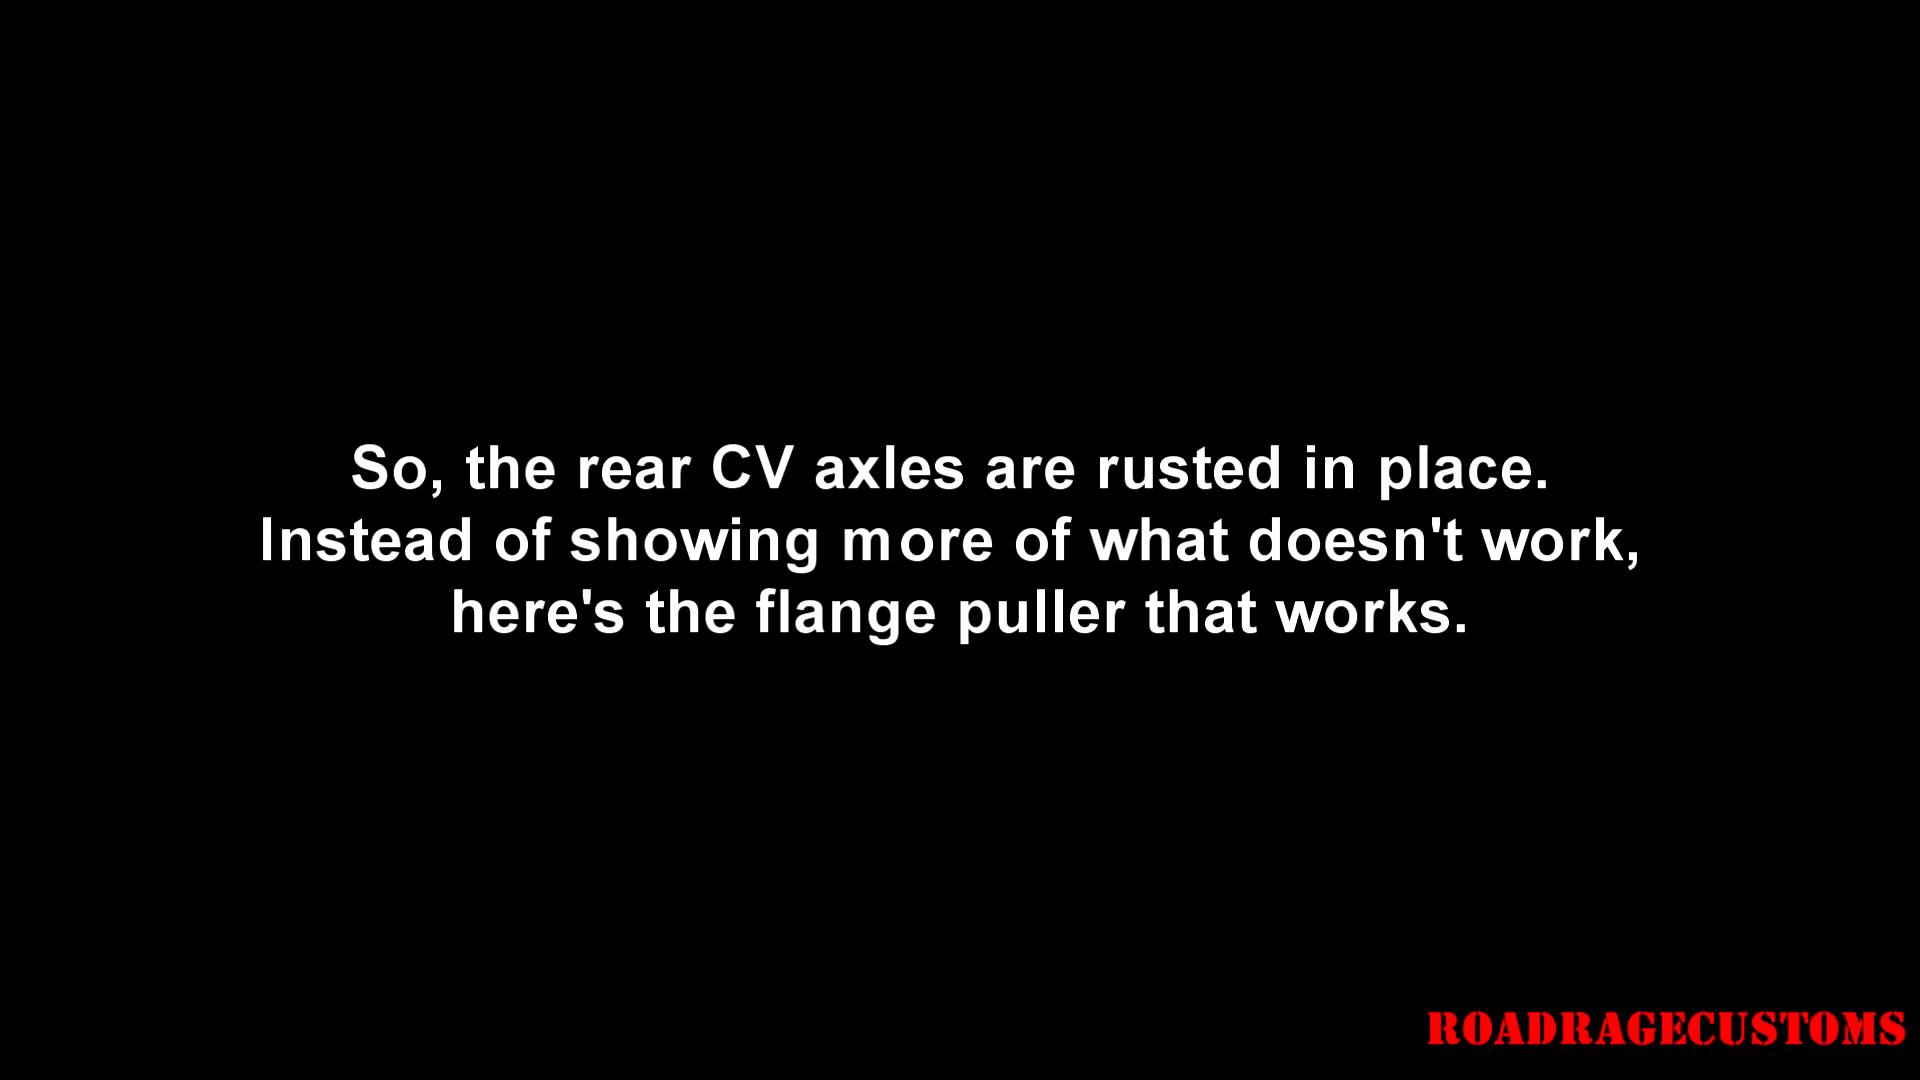 So, the rear CV axles are rusted in place.
Instead of showing more of what doesn't work,
here's the flange puller that works.
ROADRAGECUSTOMS